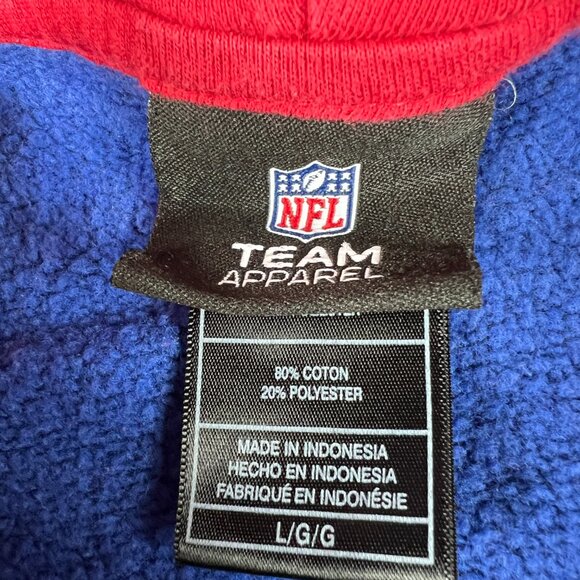 NFL
TEAM
APPAREL
80% COTON
20% POLYESTER
MADE IN INDONESIA
HECHO EN INDONESIA
FABRIQUÉ EN INDONÉSIE
L/G/G